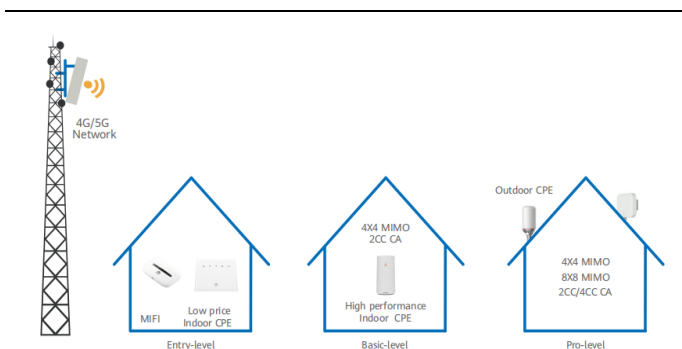 4G/5G
Network
MIFI
Low price
Indoor CPE
Entry-level
4X4 MIMO
2CC CA
High performance
Indoor CPE
Basic-level
Outdoor CPE
4X4 MIMO
8X8 MIMO
2CC/4CC CA
Pro-level